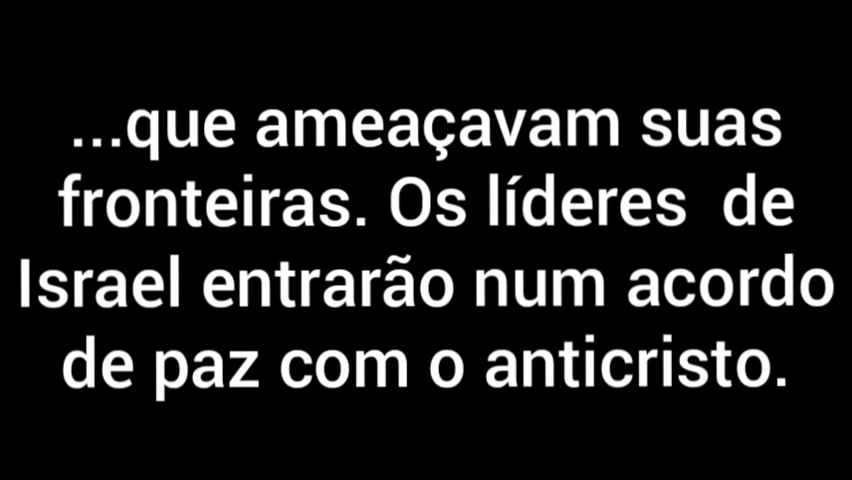 ...que ameaçavam suas
fronteiras. Os líderes  de
Israel entrarão num acordo
de paz com o anticristo.